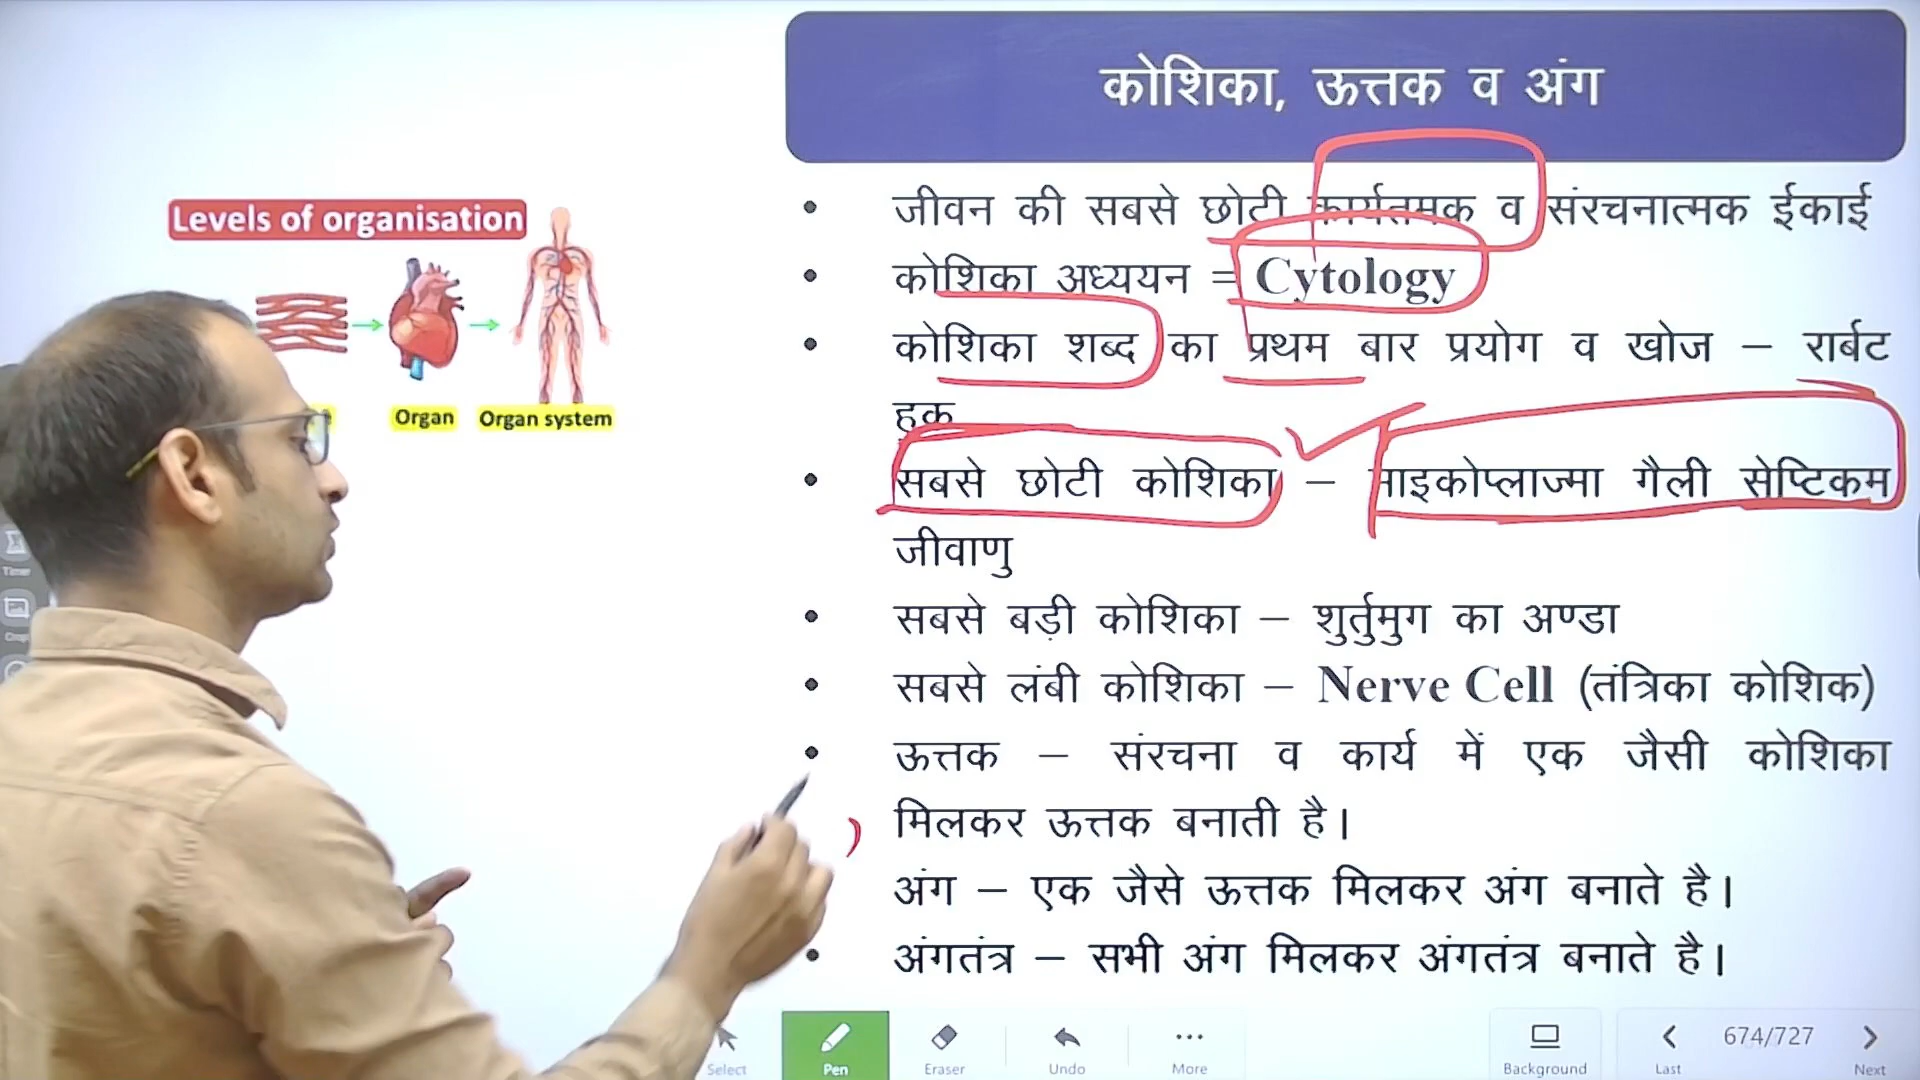 कोशिका, ऊत्तक व अंग
Levels of organisation
Organ
Organ system
जीवन की सबसे छोटी कार्यतमक व संरचनात्मक ईकाई
कोशिका अध्ययन = Cytology
कोशिका शब्द का प्रथम बार प्रयोग व खोज – रार्बट
हुक
सबसे छोटी कोशिका – माइकोप्लाज्मा गैली सेप्टिकम
जीवाणु
सबसे बड़ी कोशिका – शुर्तुमुग का अण्डा
सबसे लंबी कोशिका – Nerve Cell (तंत्रिका कोशिक)
ऊत्तक – संरचना व कार्य में एक जैसी कोशिका
मिलकर ऊत्तक बनाती है।
अंग – एक जैसे ऊत्तक मिलकर अंग बनाते है।
अंगतंत्र – सभी अंग मिलकर अंगतंत्र बनाते है।
Timer
Select
Pen
Eraser
Undo
More
Background
Last
674/727
Next